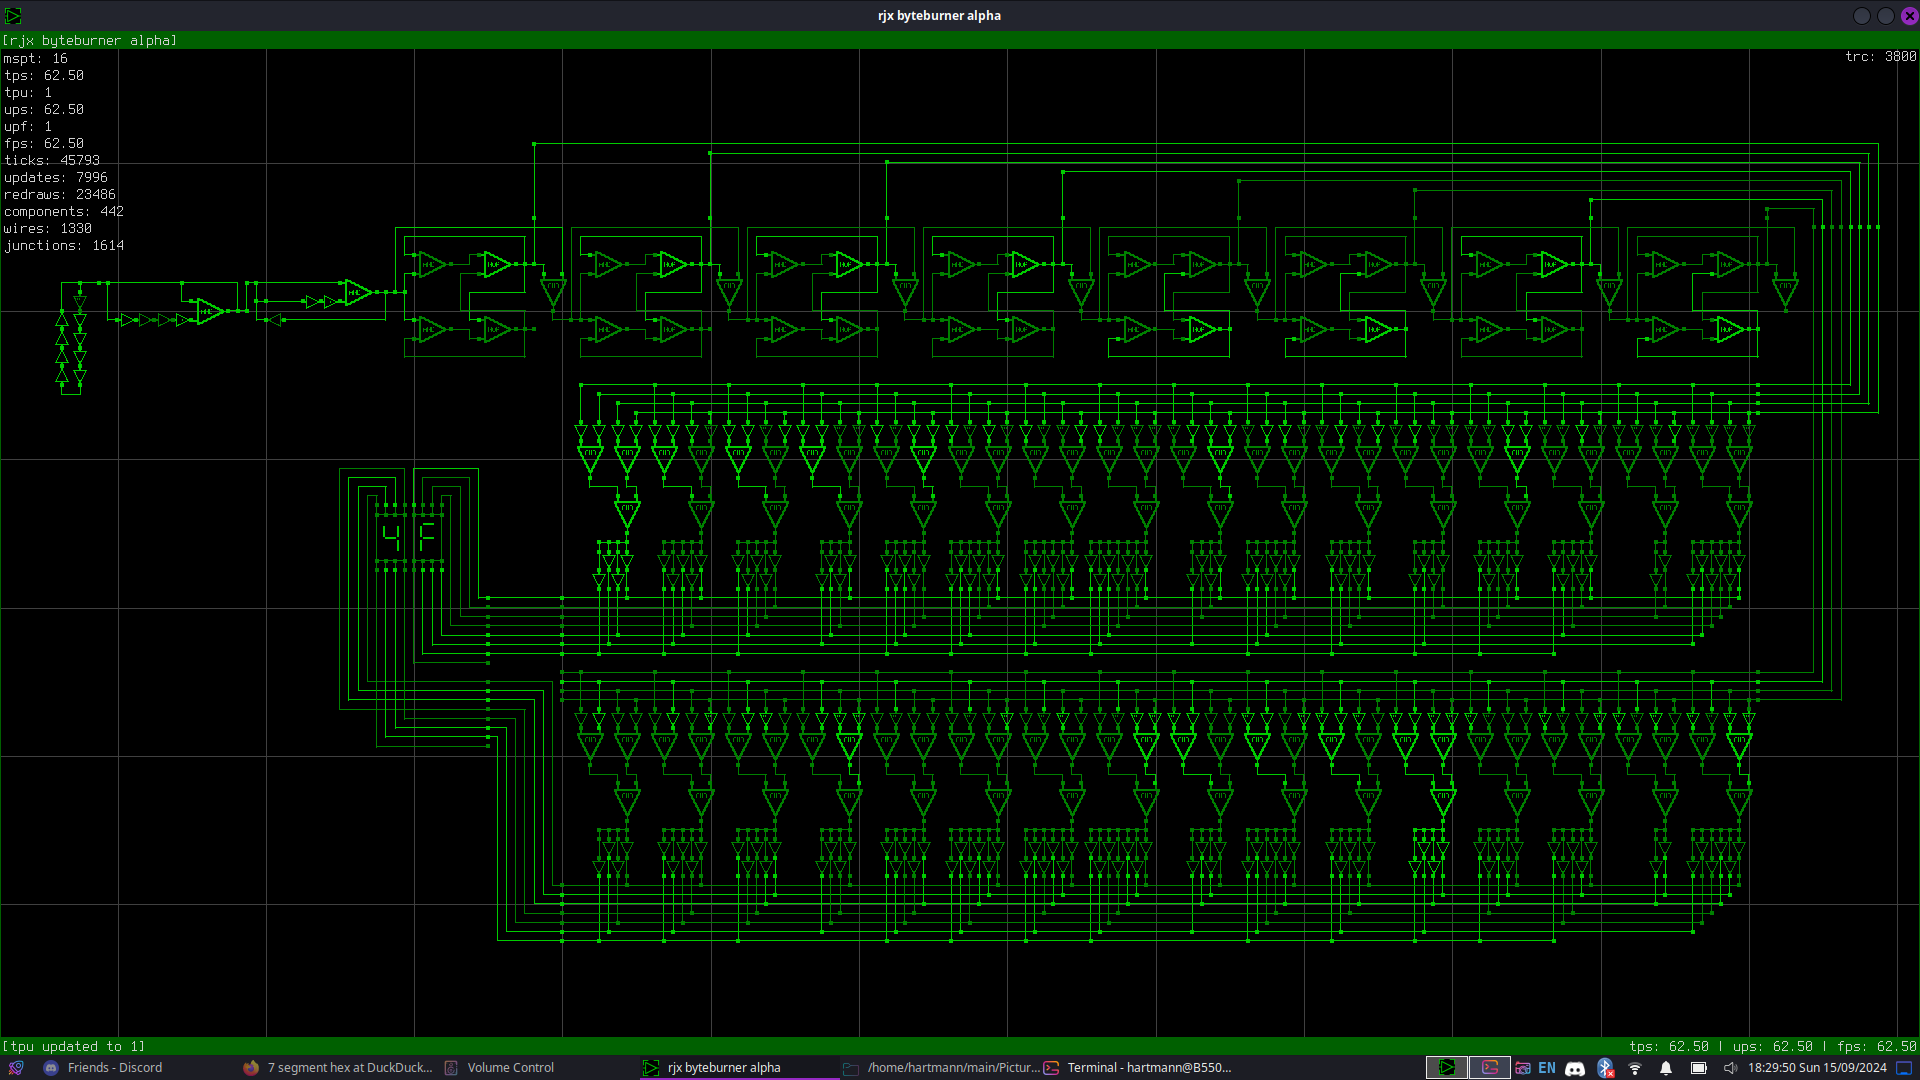 rjx byteburner alpha
[rjx byteburner alpha]
mspt: 16
trc: 3800
tps: 62.50
tpu: 1
ups: 62.50
upf: 1
fps: 62.50
ticks: 45793
updates: 7996
redraws: 23486
components: 442
wires: 1330
junctions: 1614
4F
[tpu updated to 1]
tps: 62.50 | ups: 62.50 | fps: 62.50
Friends - Discord
7 segment hex at DuckDuck...
Volume Control
rjx byteburner alpha
/home/hartmann/main/Pictur...
Terminal - hartmann@B550...
EN
18:29:50 Sun 15/09/2024